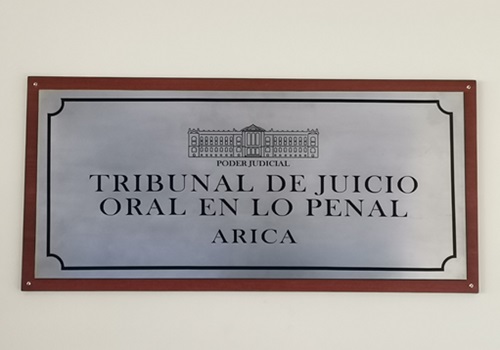 PODER JUDICIAL
TRIBUNAL DE JUICIO
ORAL EN LO PENAL
ARICA